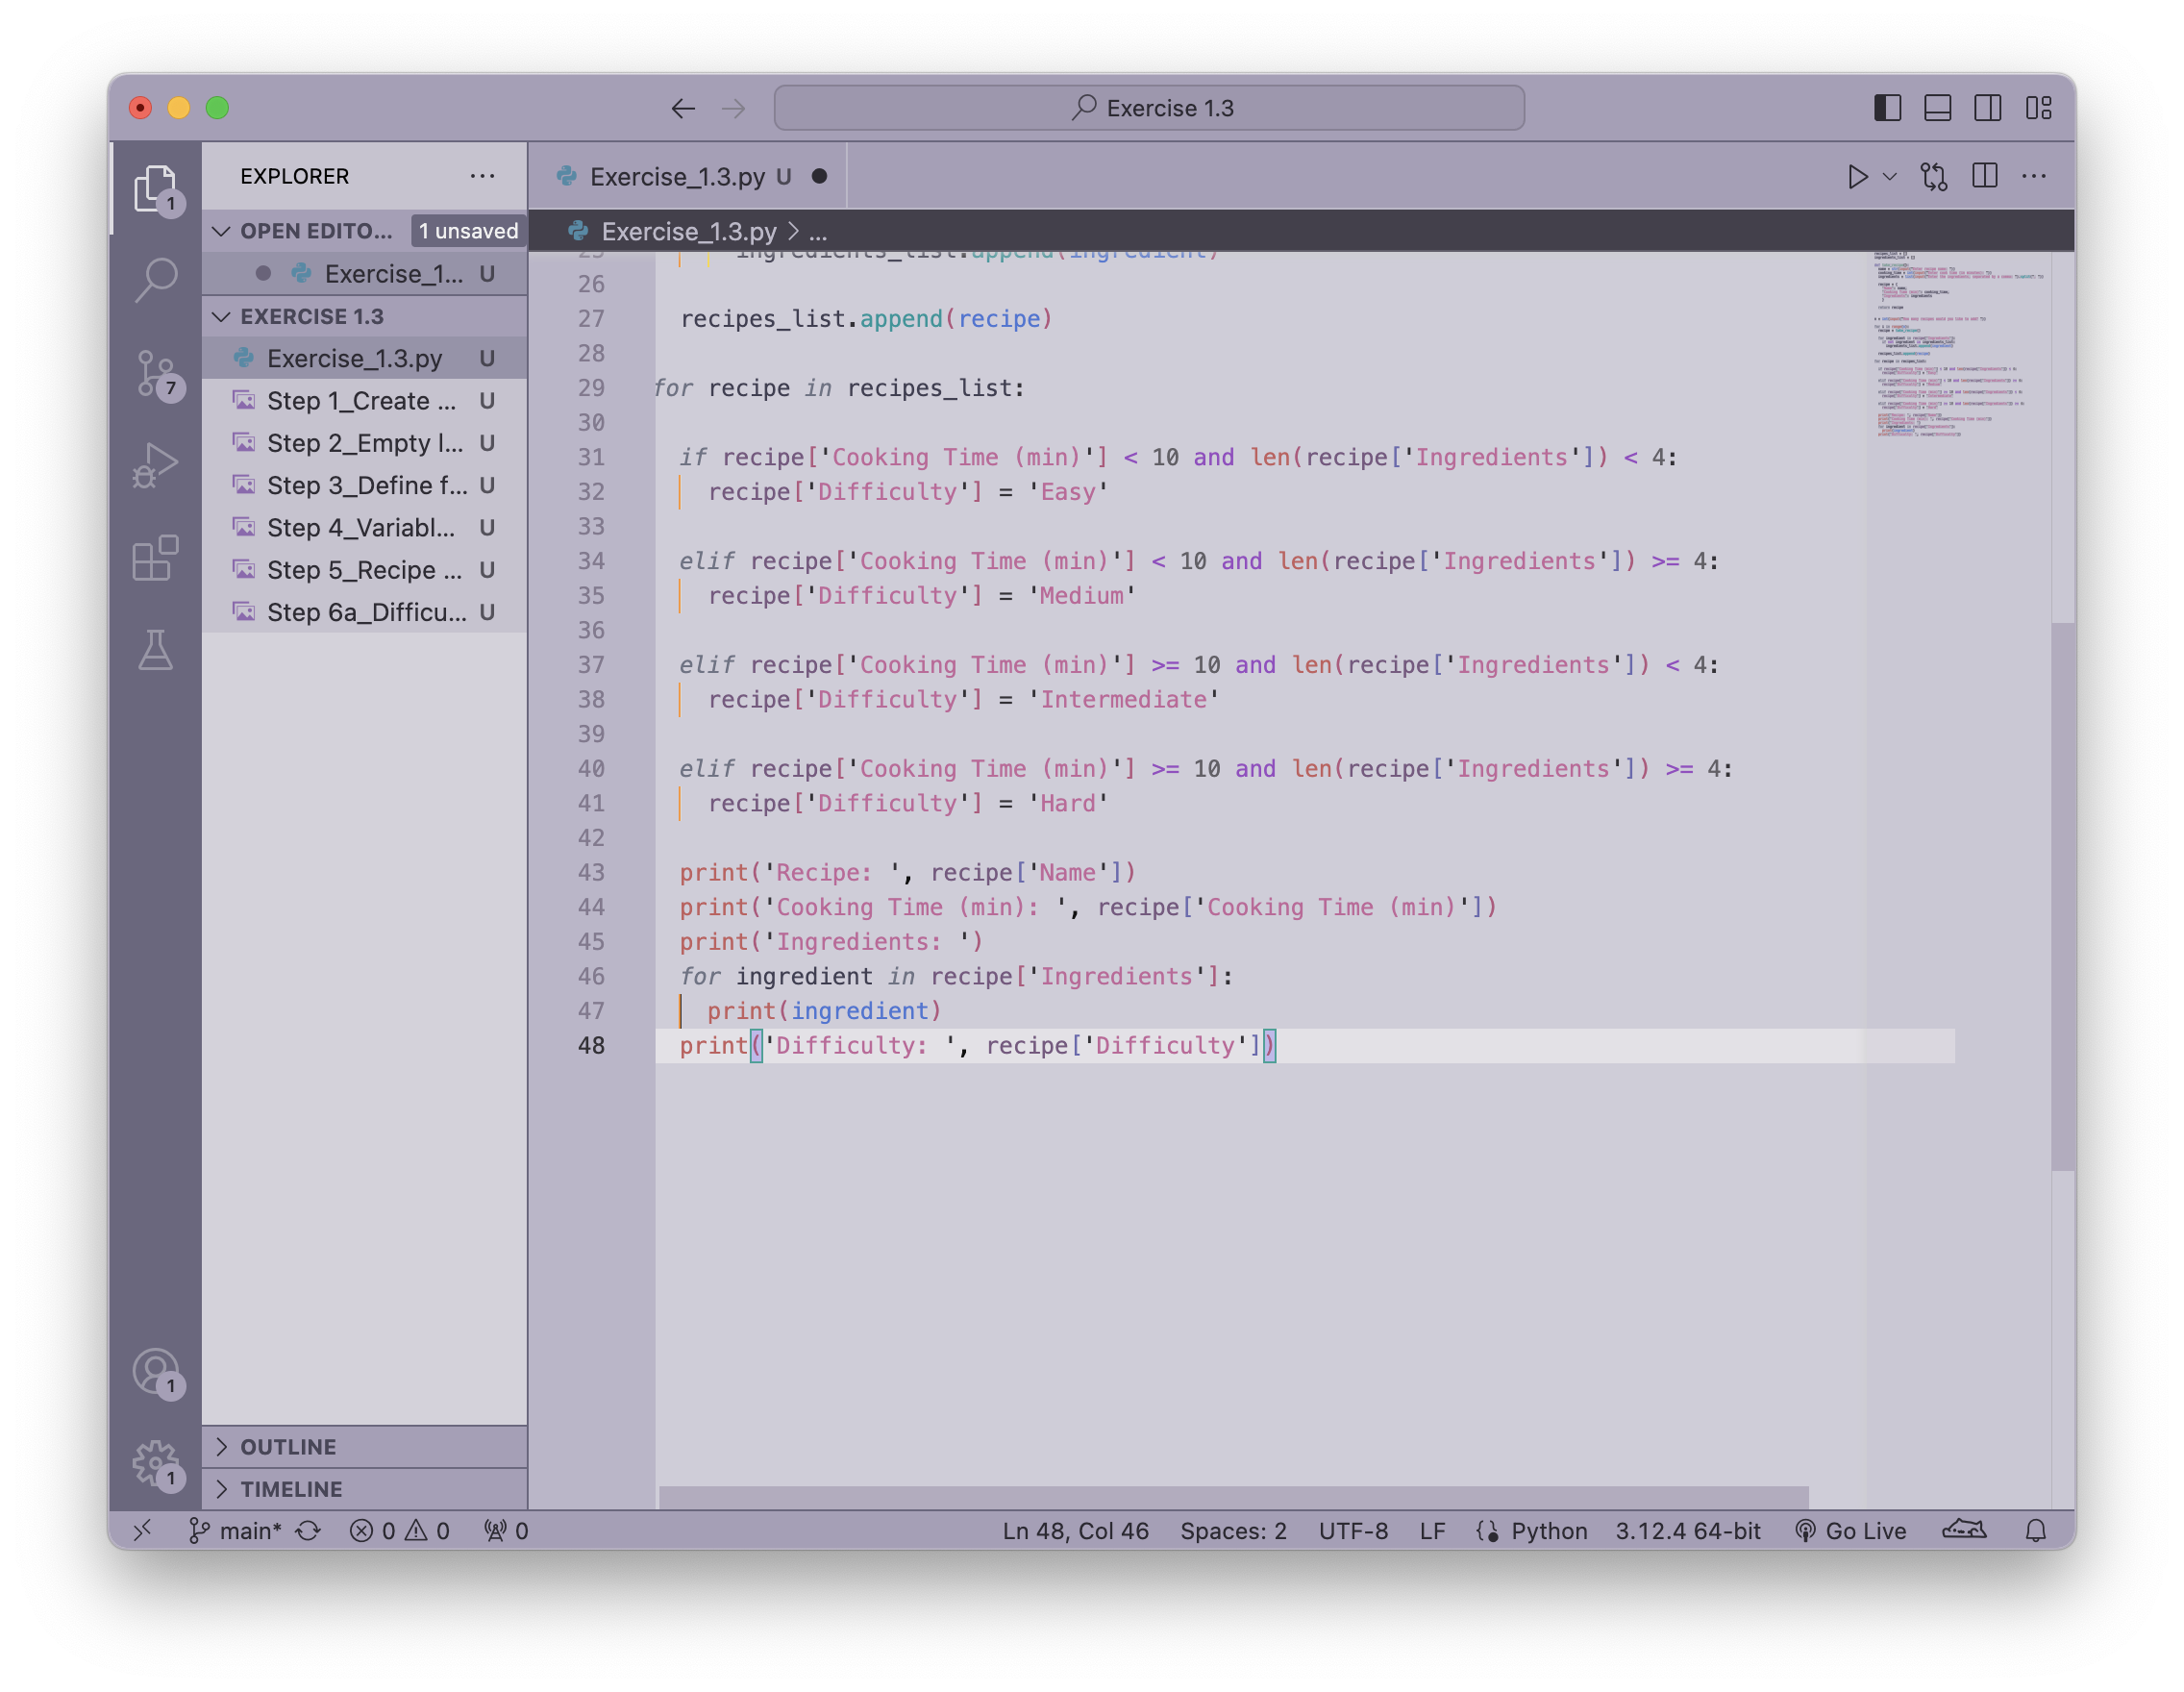 Exercise 1.3
EXPLORER
Exercise_1.3.py U
1
OPEN EDITO... 1 unsaved
Exercise_1.3.py > ...
Exercise_1... U
EXERCISE 1.3
Exercise_1.3.py U
Step 1_Create ... U
Step 2_Empty l... U
Step 3_Define f... U
Step 4_Variabl... U
Step 5_Recipe ... U
Step 6a_Difficu... U
7
25 ingredients_list.append(ingredient)
26
27 recipes_list.append(recipe)
28
29 for recipe in recipes_list:
30
31 if recipe['Cooking Time (min)'] < 10 and len(recipe['Ingredients']) < 4:
32 recipe['Difficulty'] = 'Easy'
33
34 elif recipe['Cooking Time (min)'] < 10 and len(recipe['Ingredients']) >= 4:
35 recipe['Difficulty'] = 'Medium'
36
37 elif recipe['Cooking Time (min)'] >= 10 and len(recipe['Ingredients']) < 4:
38 recipe['Difficulty'] = 'Intermediate'
39
40 elif recipe['Cooking Time (min)'] >= 10 and len(recipe['Ingredients']) >= 4:
41 recipe['Difficulty'] = 'Hard'
42
43 print('Recipe: ', recipe['Name'])
44 print('Cooking Time (min): ', recipe['Cooking Time (min)'])
45 print('Ingredients: ')
46 for ingredient in recipe['Ingredients']:
47 print(ingredient)
48 print('Difficulty: ', recipe['Difficulty'])
1
OUTLINE
1
TIMELINE
main* 0 0 0 Ln 48, Col 46 Spaces: 2 UTF-8 LF Python 3.12.4 64-bit Go Live